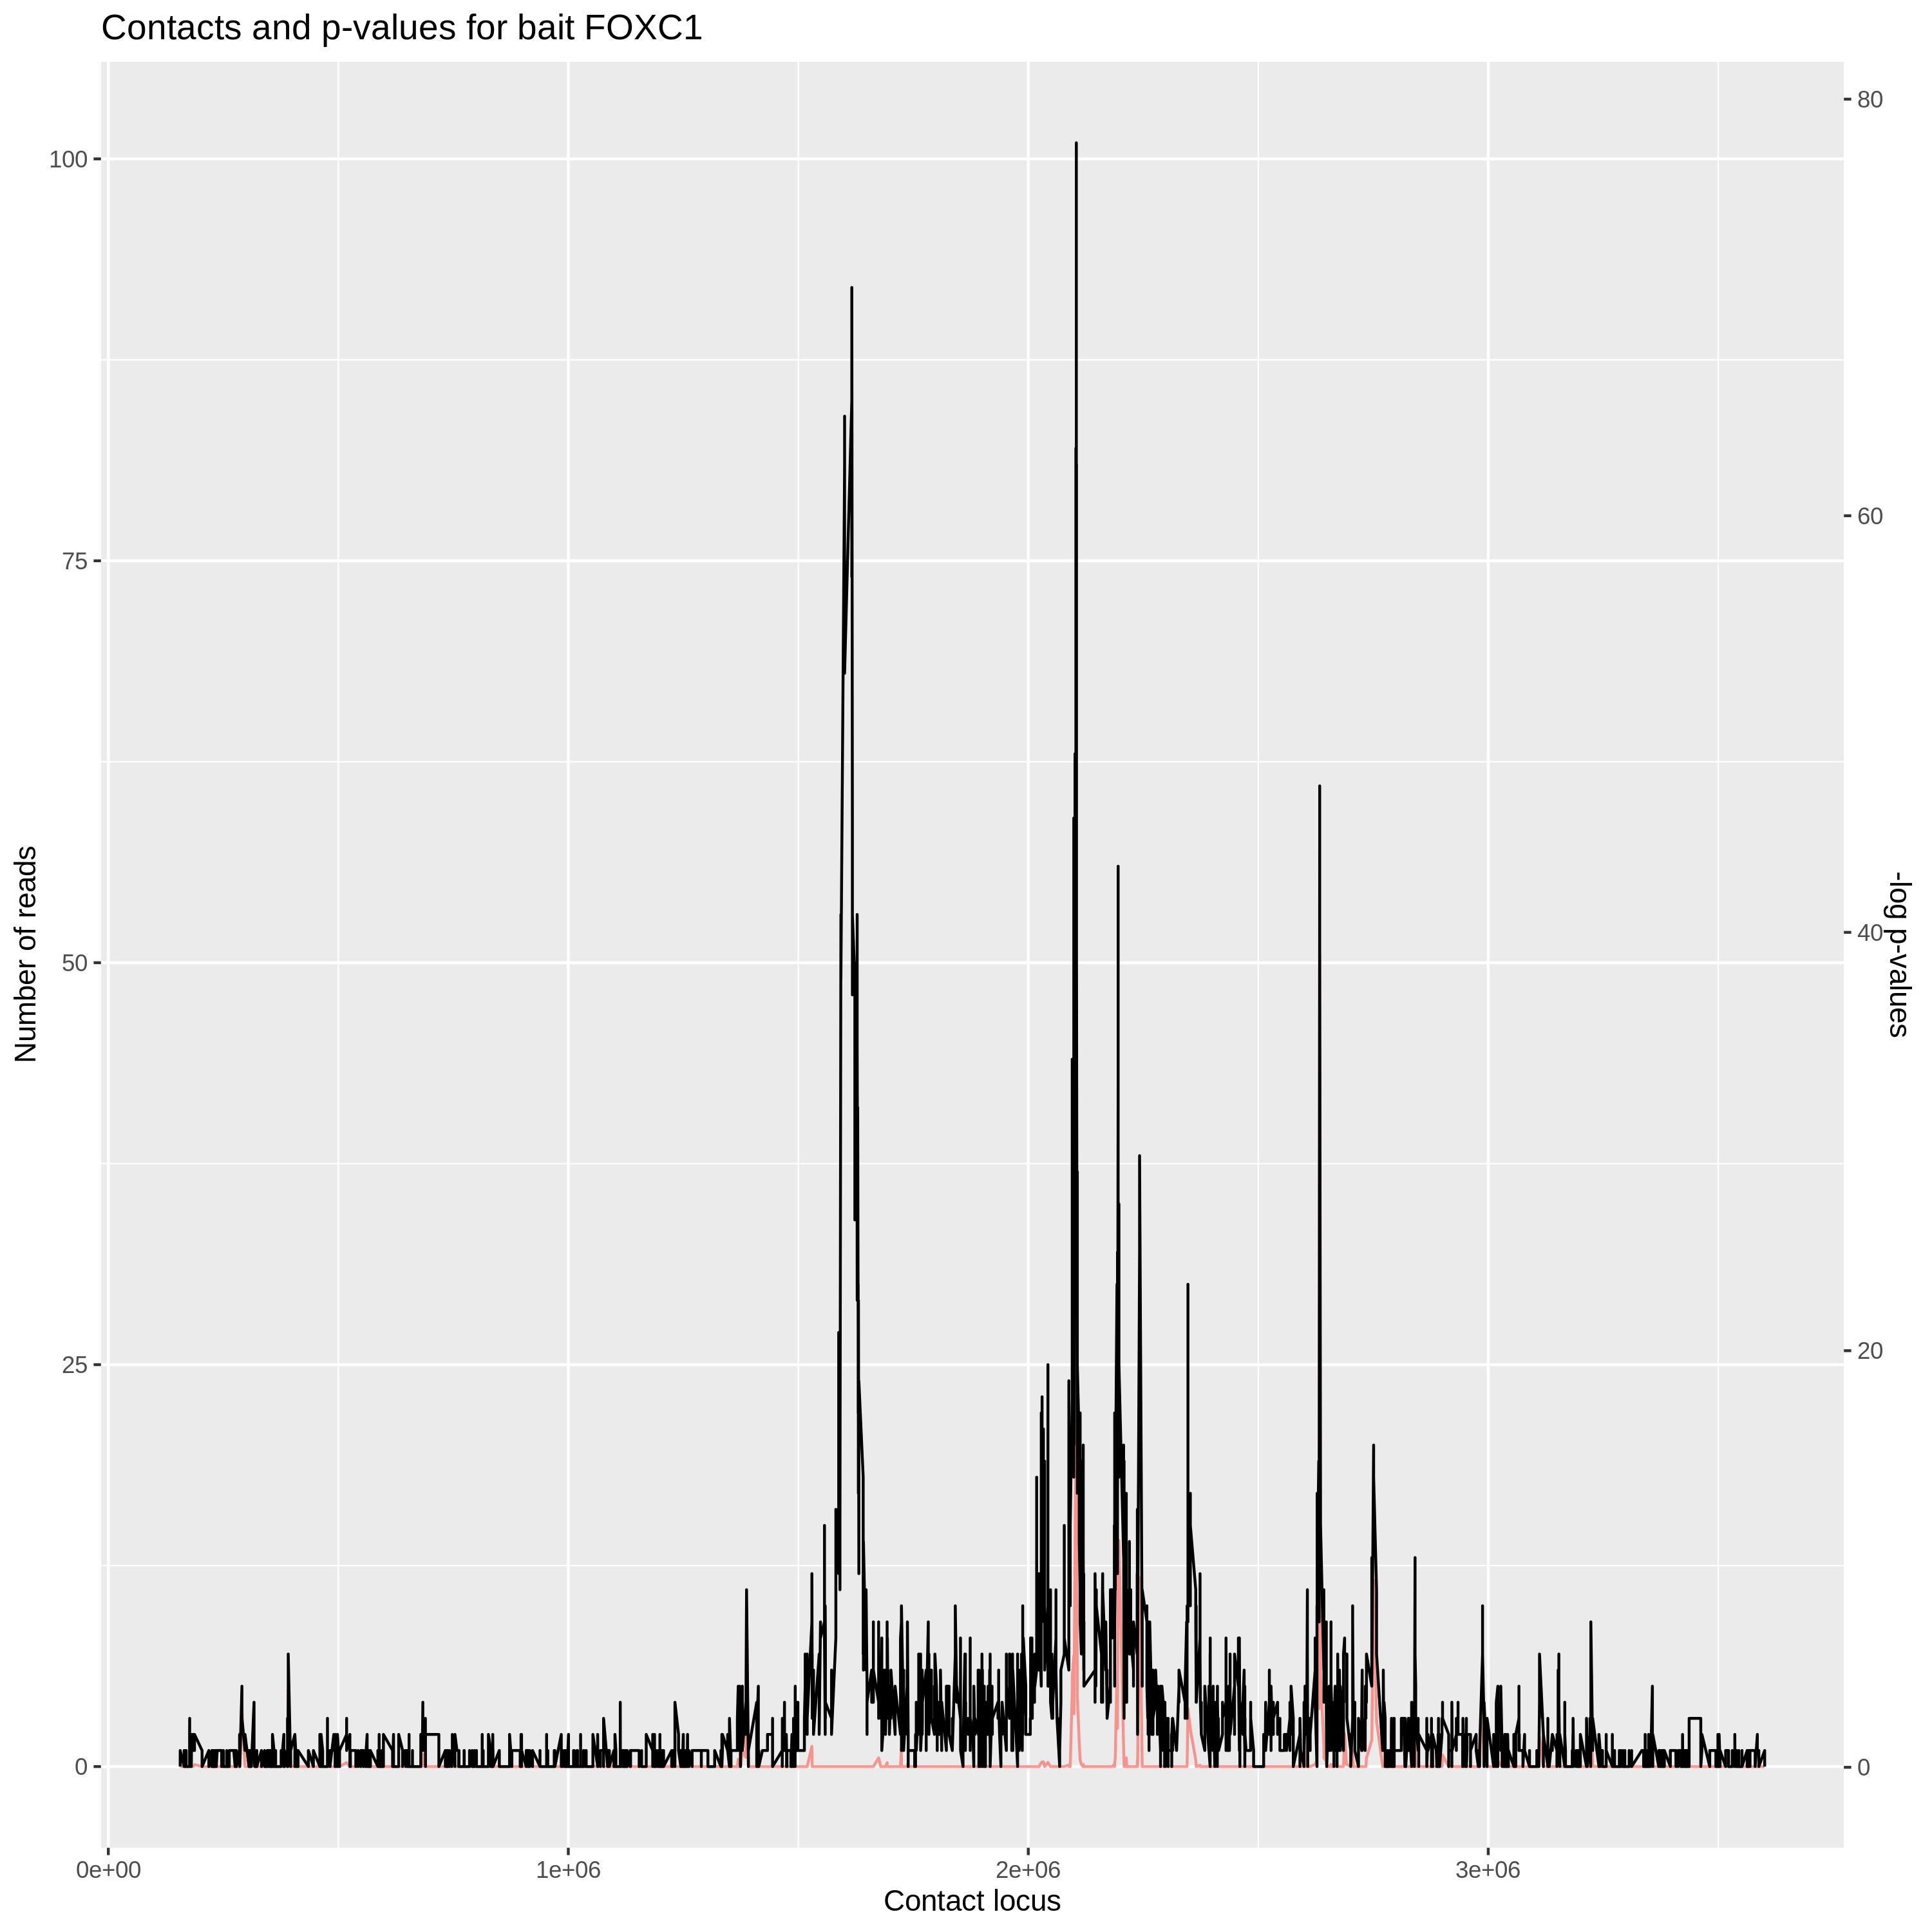 Contacts and p-values for bait FOXC1
100
75
50
25
0
Number of reads
80
60
40
20
0
-log p-values
0e+00
1e+06
2e+06
3e+06
Contact locus